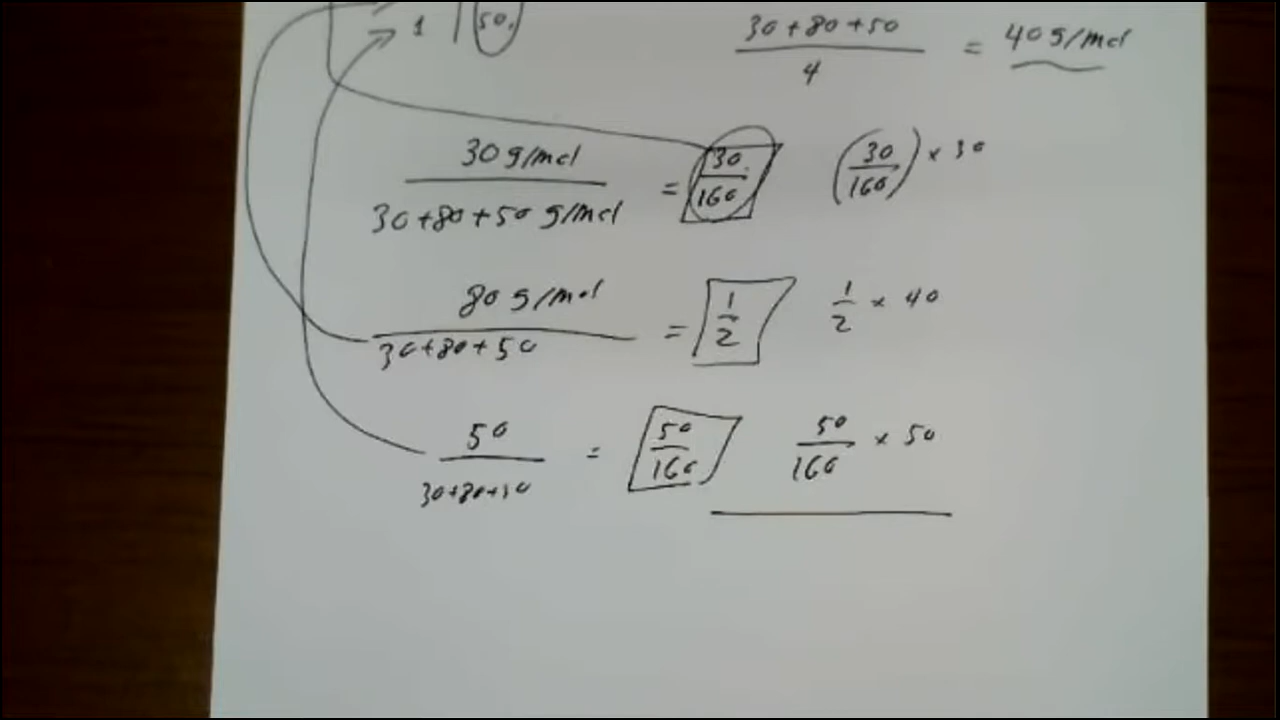 1 | 50.
30+80+50 / 4 = 40 g/mol
30 g/mol / 30+80+50 g/mol = 30/160 (30/160) × 30
80 g/mol / 30+80+50 = 1/2 1/2 × 40
50 / 30+80+50 = 50/160 50/160 × 50